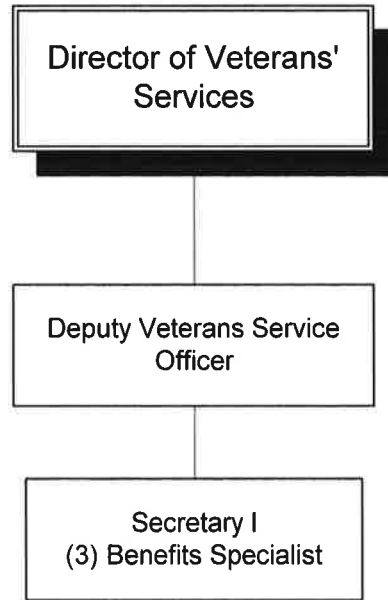 Director of Veterans'
Services
Deputy Veterans Service
Officer
Secretary I
(3) Benefits Specialist